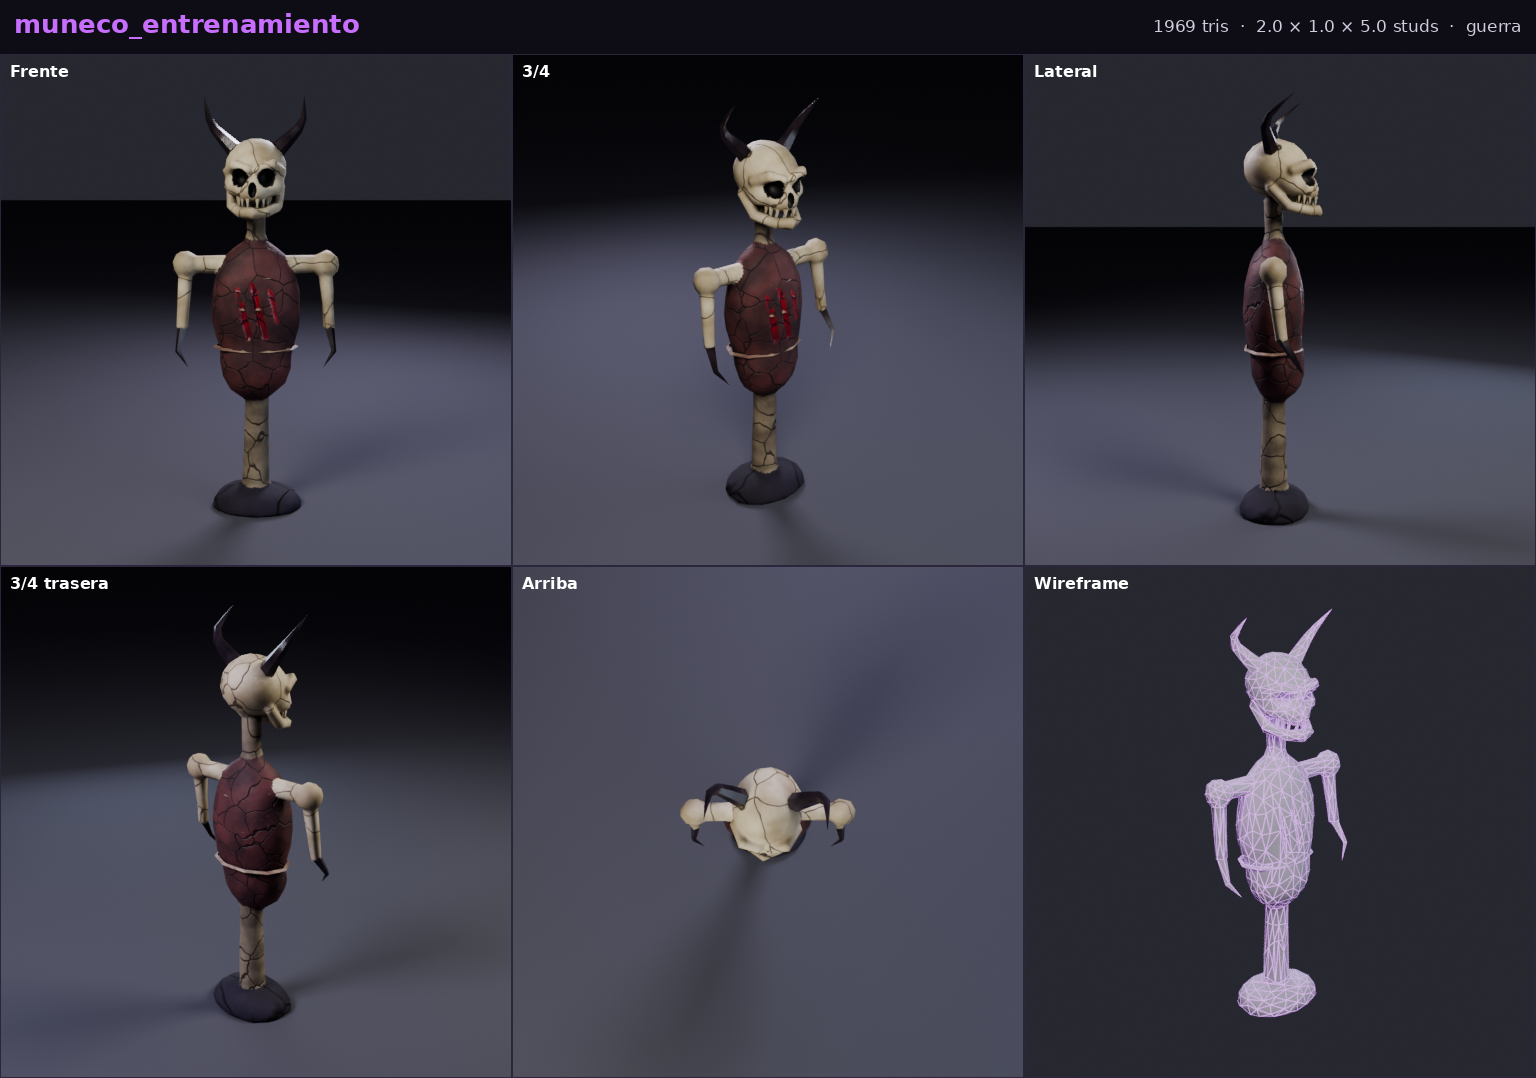 muneco_entrenamiento
1969 tris · 2.0 × 1.0 × 5.0 studs · guerra
Frente
3/4
Lateral
3/4 trasera
Arriba
Wireframe